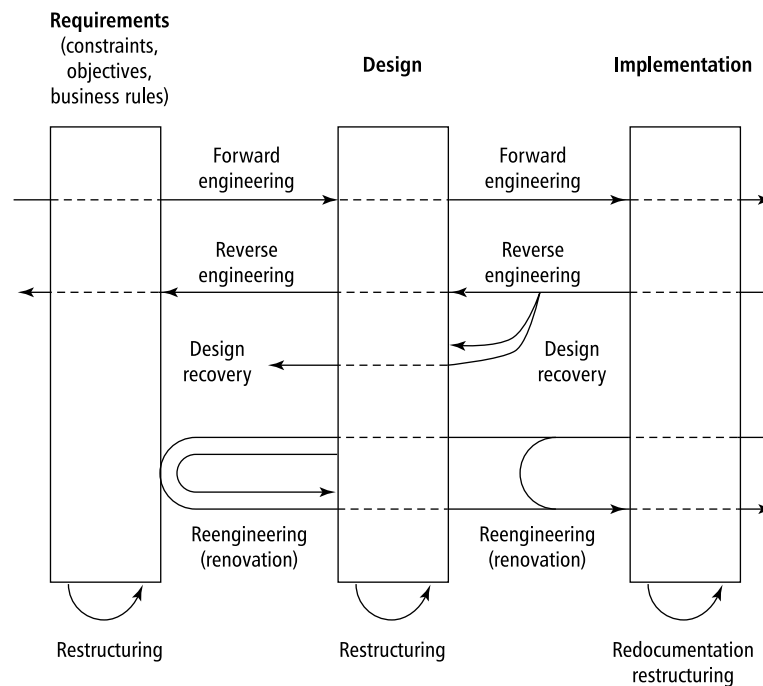 Requirements
(constraints,
objectives,
business rules)
Design
Implementation
Forward
engineering
Forward
engineering
Reverse
engineering
Reverse
engineering
Design
recovery
Design
recovery
Reengineering
(renovation)
Reengineering
(renovation)
Restructuring
Restructuring
Redocumentation
restructuring